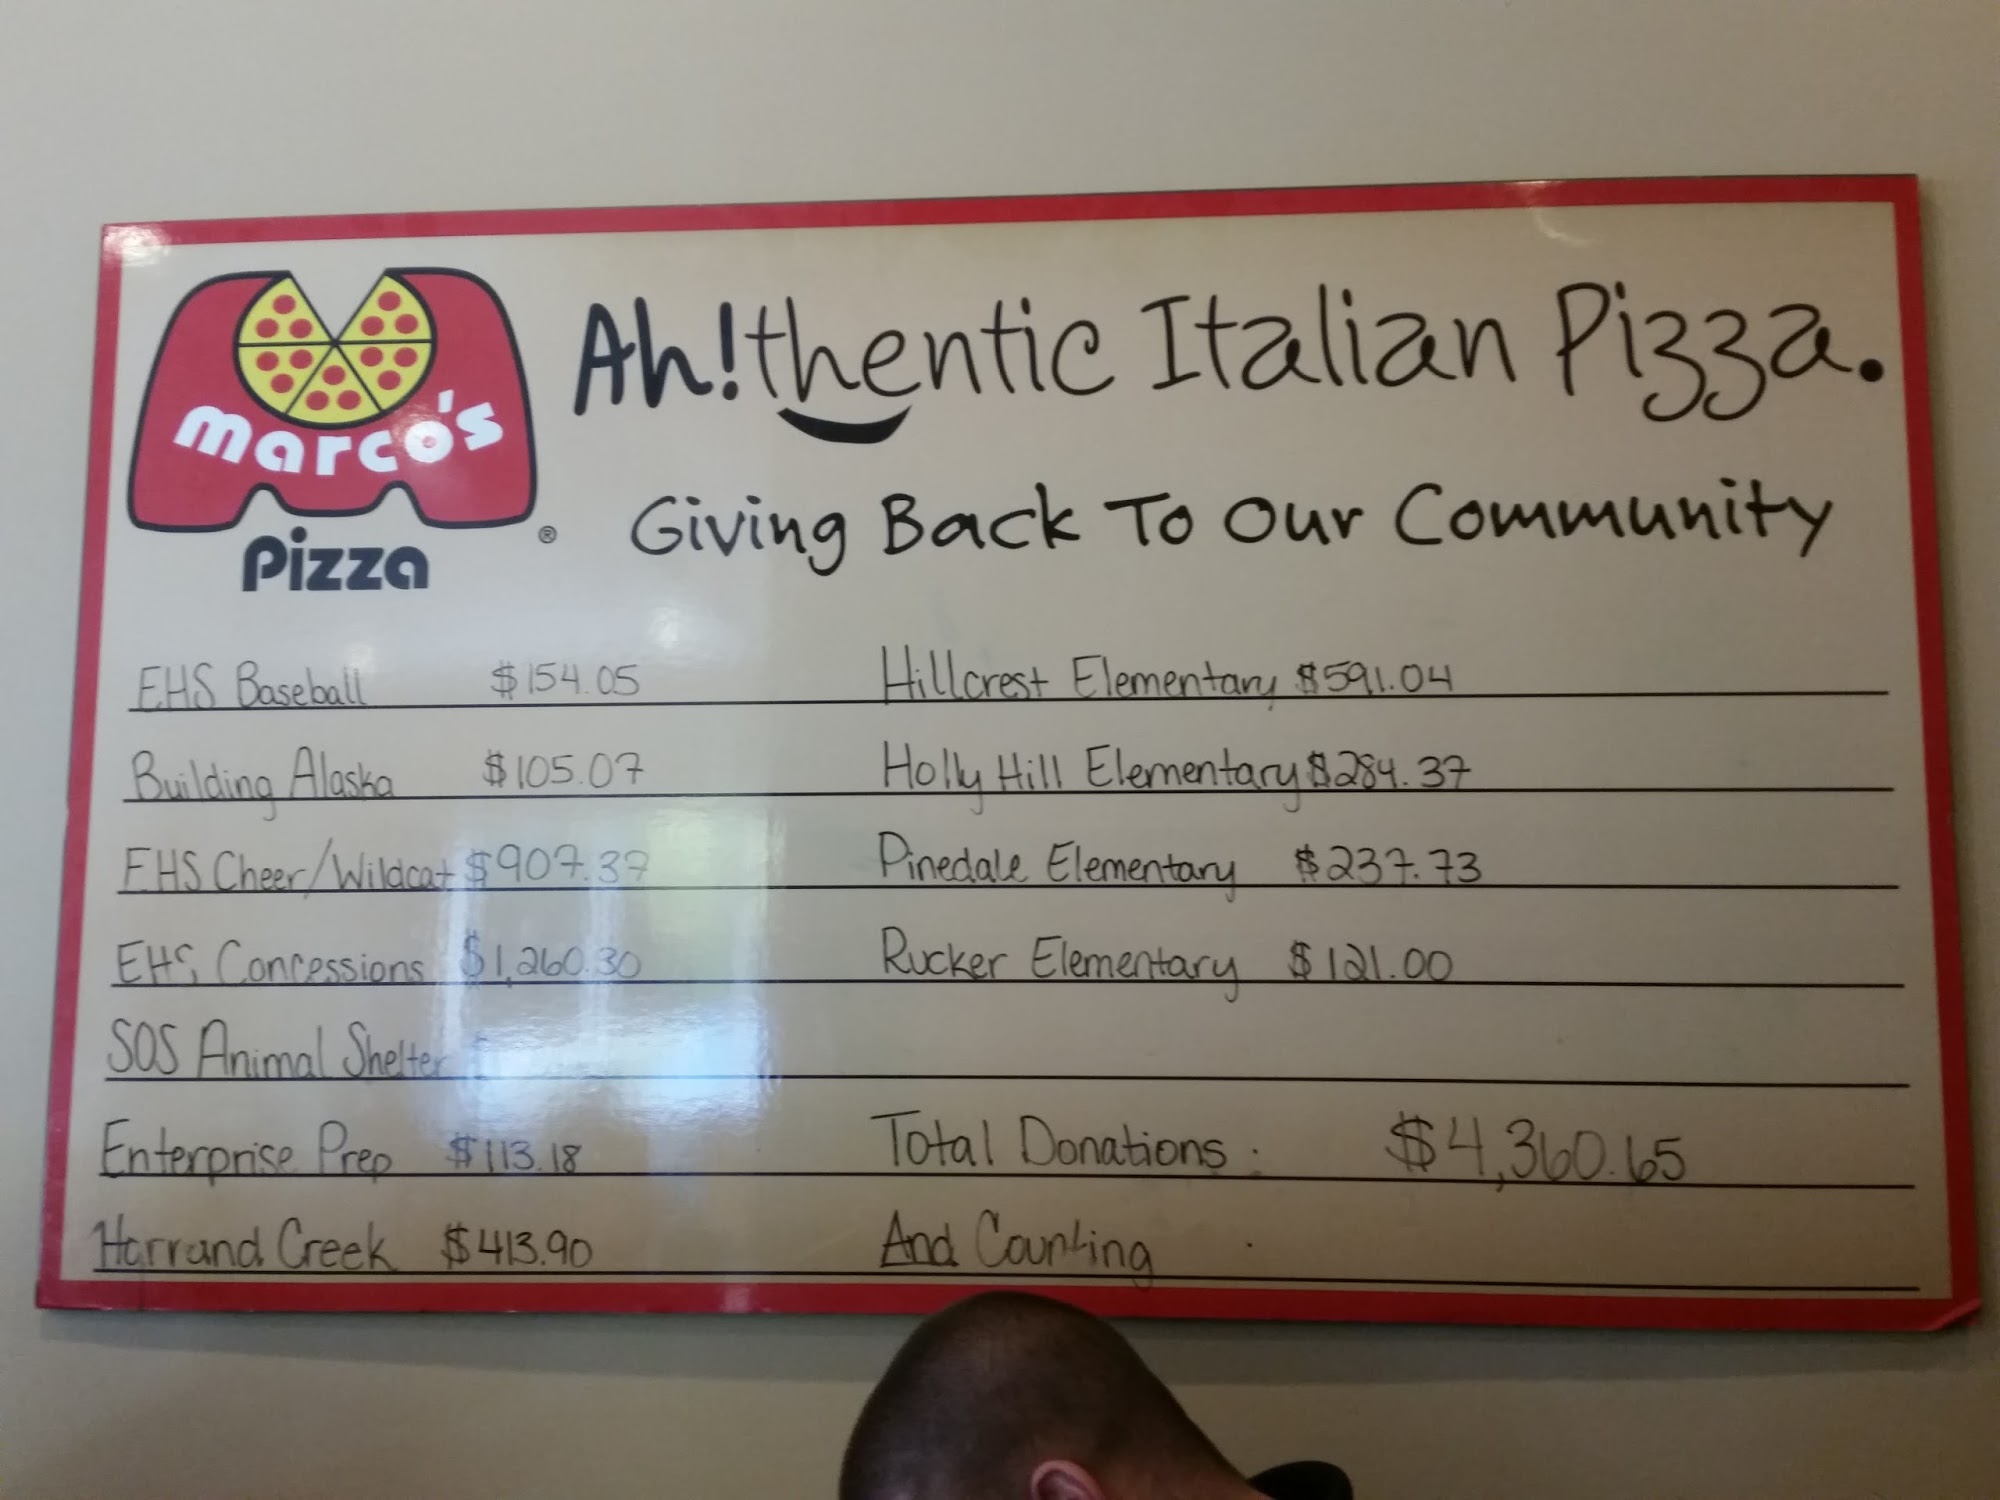 marco's
Pizza
®
Ah!thentic Italian Pizza.
Giving Back To Our Community
EHS Baseball $154.05
Building Alaska $105.07
EHS Cheer/Wildcat $907.37
EHS Concessions $1,260.30
SOS Animal Shelter
Enterprise Prep $113.18
Harrand Creek $413.90
Hillcrest Elementary $591.04
Holly Hill Elementary $284.37
Pinedale Elementary $237.73
Rucker Elementary $121.00
Total Donations : $4,360.65
And Counting